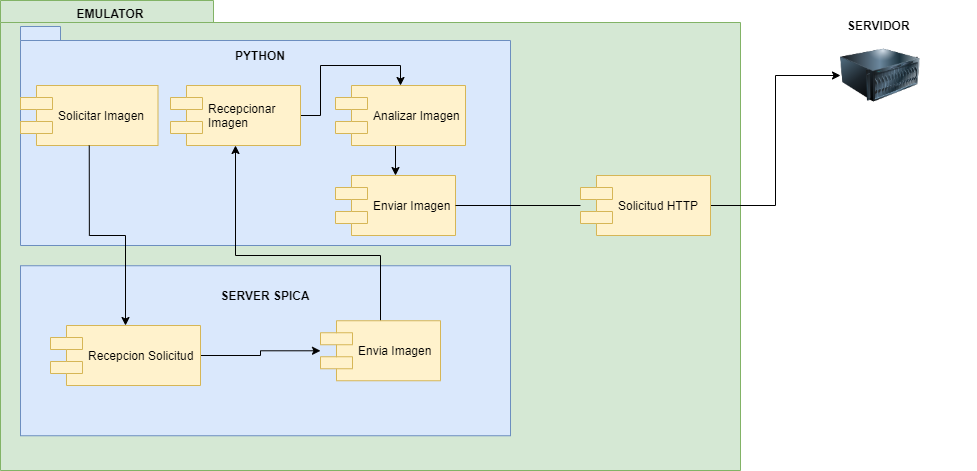 EMULATOR
SERVIDOR
PYTHON
Solicitar Imagen
Recepcionar
Imagen
Analizar Imagen
Enviar Imagen
Solicitud HTTP
SERVER SPICA
Recepcion Solicitud
Envia Imagen